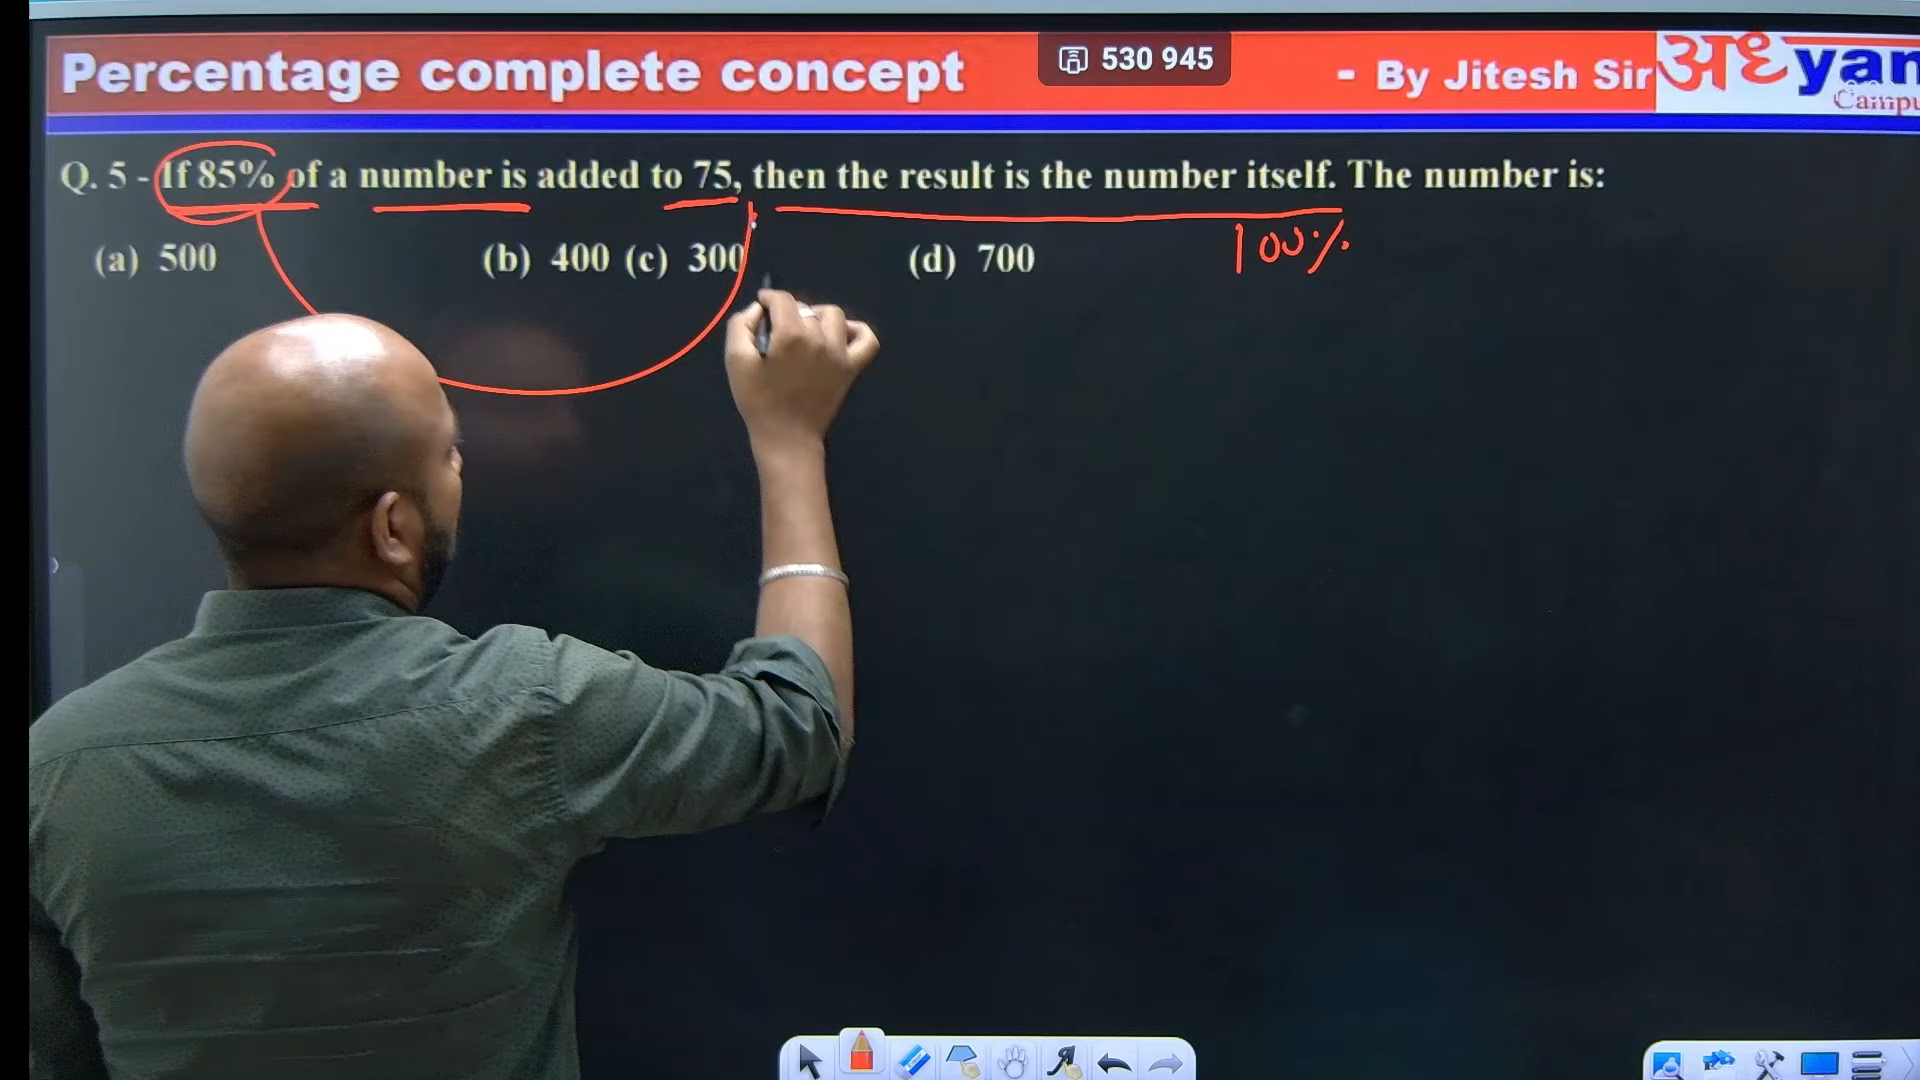 Percentage complete concept
530 945
- By Jitesh Sir
अध्yan
Campu
Q. 5 - If 85% of a number is added to 75, then the result is the number itself. The number is:
(a) 500 (b) 400 (c) 300 (d) 700
100%